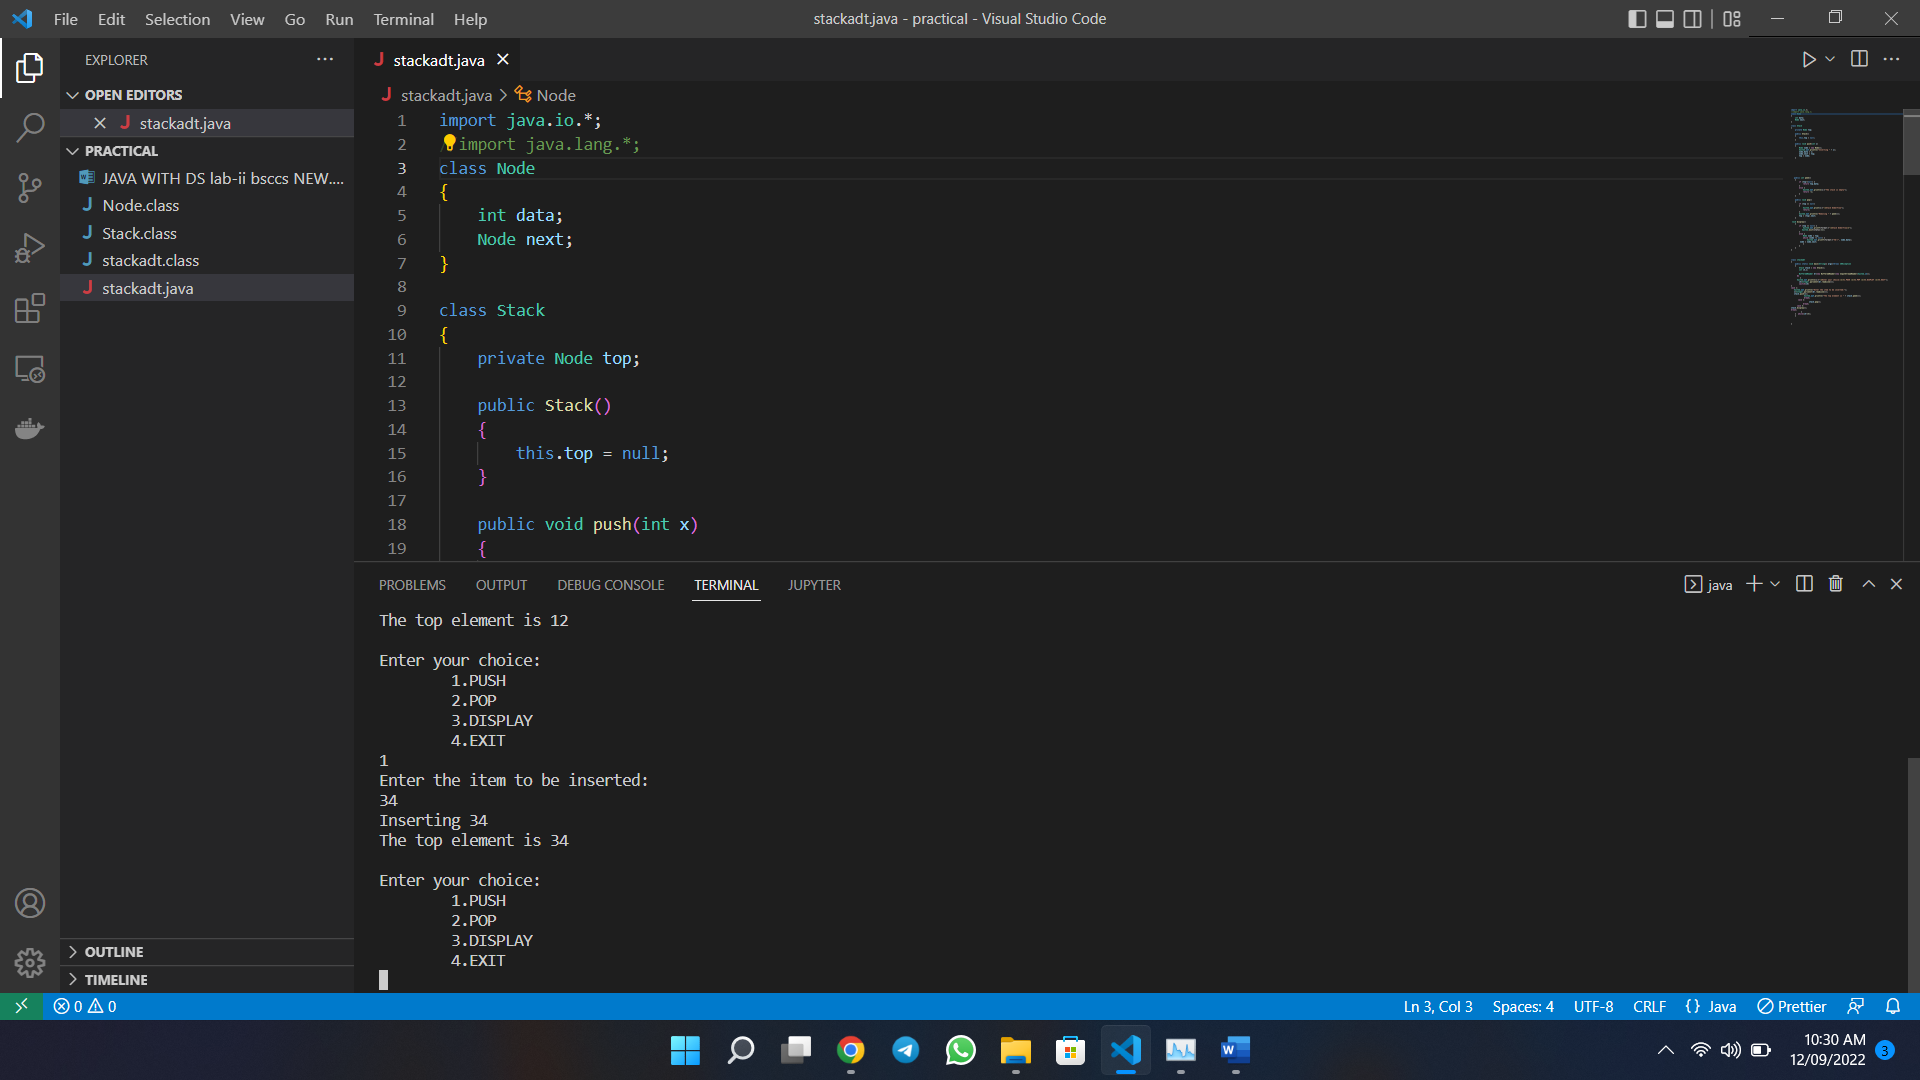 File Edit Selection View Go Run Terminal Help
stackadt.java - practical - Visual Studio Code
EXPLORER
OPEN EDITORS
stackadt.java
PRACTICAL
JAVA WITH DS lab-ii bsccs NEW....
Node.class
Stack.class
stackadt.class
stackadt.java
OUTLINE
TIMELINE
stackadt.java
stackadt.java > Node
1 import java.io.*;
2 /import java.lang.*;
3 class Node
4 {
5 int data;
6 Node next;
7 }
8
9 class Stack
10 {
11 private Node top;
12
13 public Stack()
14 {
15 this.top = null;
16 }
17
18 public void push(int x)
19 {
PROBLEMS OUTPUT DEBUG CONSOLE TERMINAL JUPYTER
java
The top element is 12
Enter your choice:
1.PUSH
2.POP
3.DISPLAY
4.EXIT
1
Enter the item to be inserted:
34
Inserting 34
The top element is 34
Enter your choice:
1.PUSH
2.POP
3.DISPLAY
4.EXIT
0 0
Ln 3, Col 3 Spaces: 4 UTF-8 CRLF {} Java Prettier
10:30 AM
12/09/2022
3